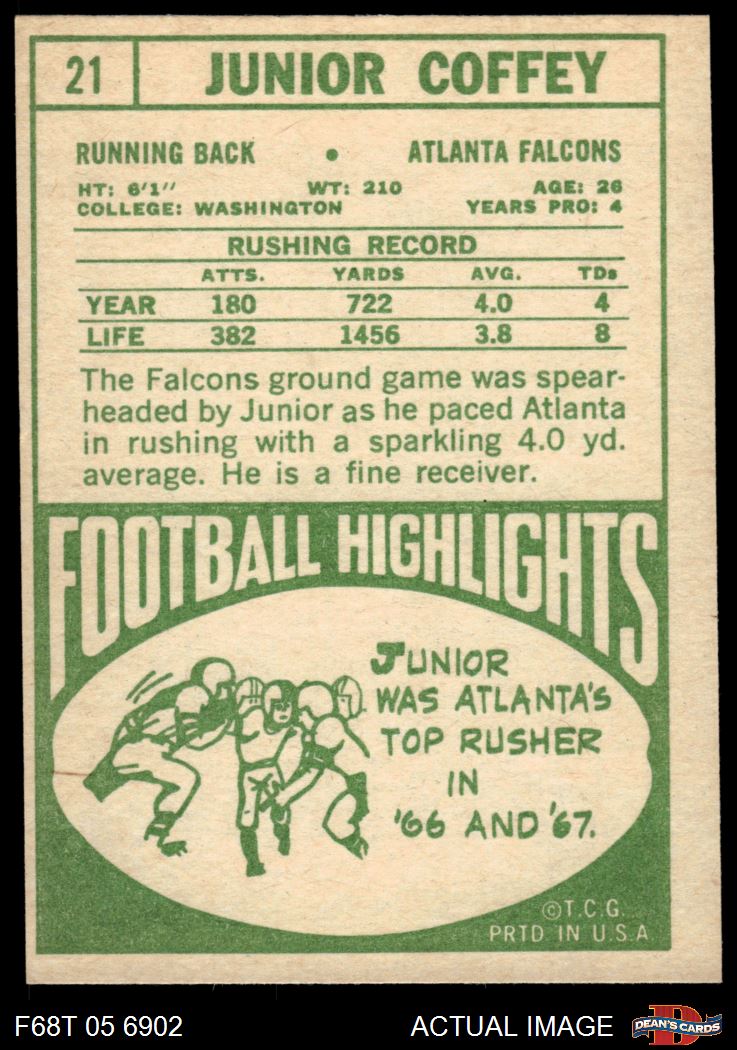 21 JUNIOR COFFEY
RUNNING BACK • ATLANTA FALCONS
HT: 6'1" WT: 210 AGE: 26
COLLEGE: WASHINGTON YEARS PRO: 4
RUSHING RECORD
ATTS. YARDS AVG. TDs
YEAR 180 722 4.0 4
LIFE 382 1456 3.8 8
The Falcons ground game was spear-
headed by Junior as he paced Atlanta
in rushing with a sparkling 4.0 yd.
average. He is a fine receiver.
FOOTBALL HIGHLIGHTS
JUNIOR
WAS ATLANTA'S
TOP RUSHER
IN
'66 AND '67.
©T.C.G.
PRTD IN U.S.A
F68T 05 6902 ACTUAL IMAGE DEAN'S CARDS